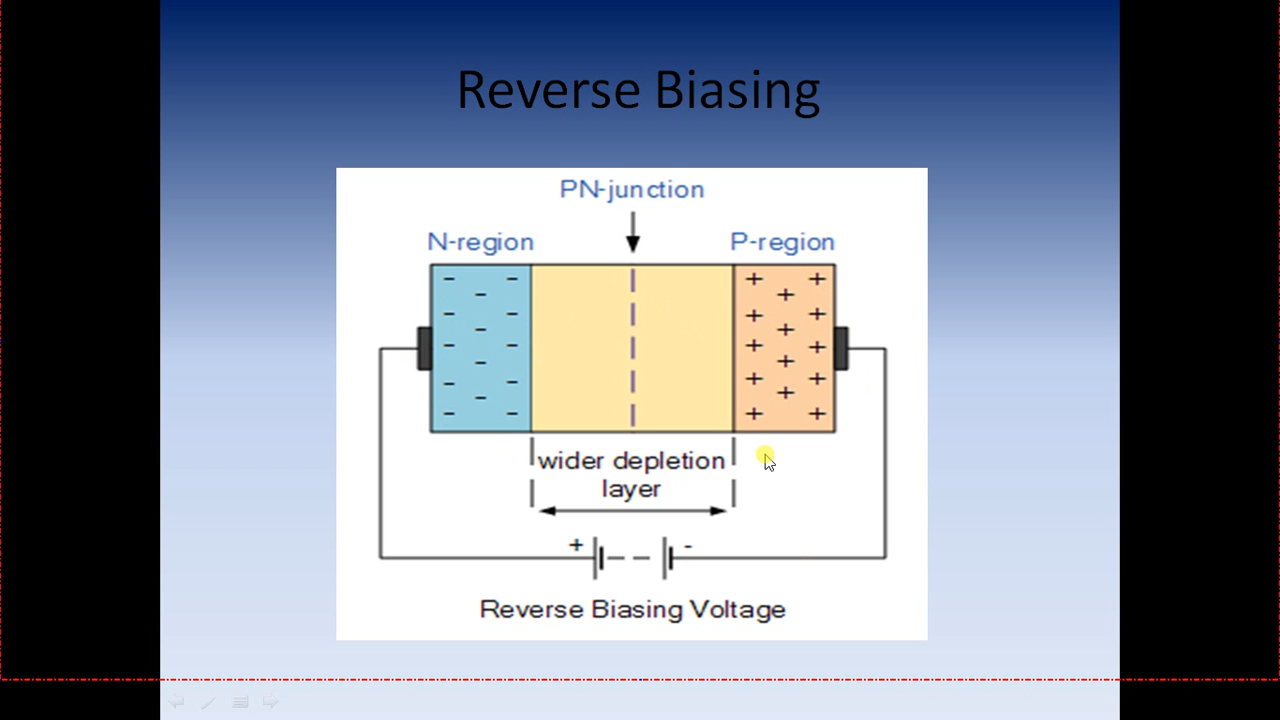 Reverse Biasing
PN-junction
N-region P-region
wider depletion
layer
+ -
Reverse Biasing Voltage